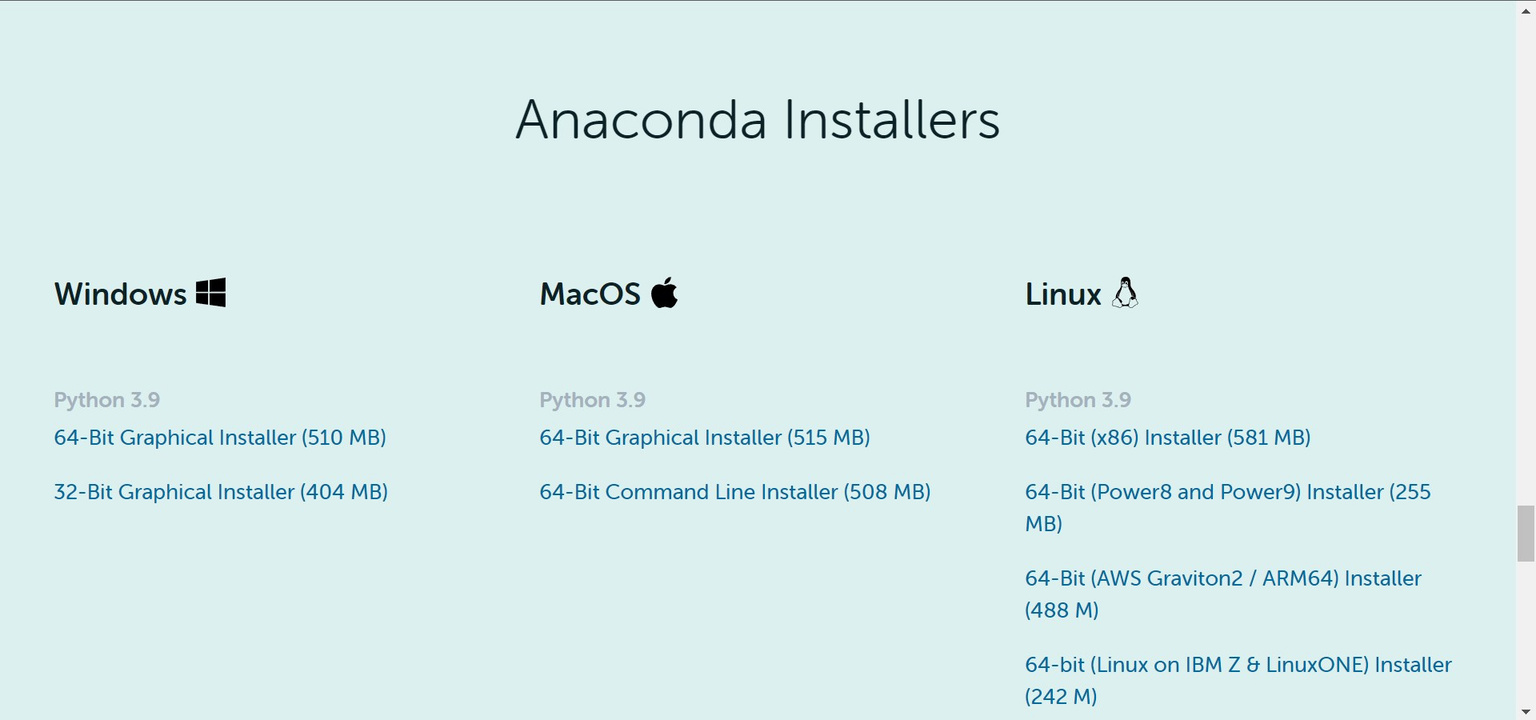 Anaconda Installers
Windows
Python 3.9
64-Bit Graphical Installer (510 MB)
32-Bit Graphical Installer (404 MB)
MacOS
Python 3.9
64-Bit Graphical Installer (515 MB)
64-Bit Command Line Installer (508 MB)
Linux
Python 3.9
64-Bit (x86) Installer (581 MB)
64-Bit (Power8 and Power9) Installer (255
MB)
64-Bit (AWS Graviton2 / ARM64) Installer
(488 M)
64-bit (Linux on IBM Z & LinuxONE) Installer
(242 M)